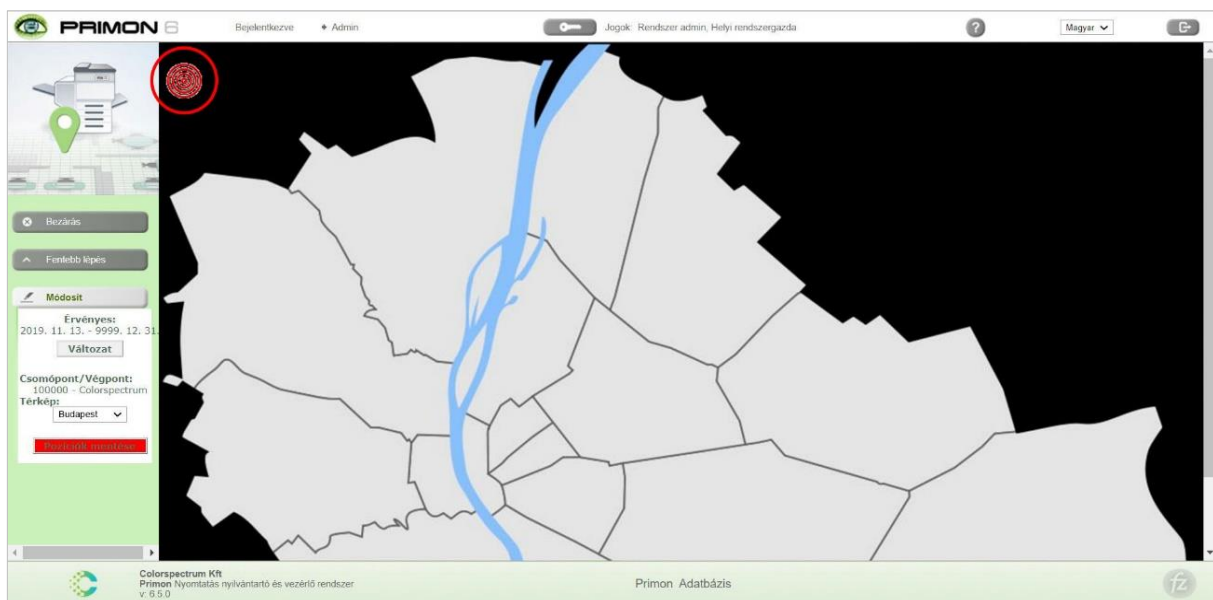 PRIMON 6
Bejelentkezve
Admin
Jogok: Rendszer admin, Helyi rendszergazda
?
Magyar
Bezárás
Fentebb lépés
Módosít
Érvényes:
2019. 11. 13. - 9999. 12. 31.
Változat
Csomópont/Végpont:
100000 - Colorspectrum
Térkép:
Budapest
Pozíciók mentése
Colorspectrum Kft
Primon Nyomtatás nyilvántartó és vezérlő rendszer
v: 6.5.0
Primon Adatbázis
fz